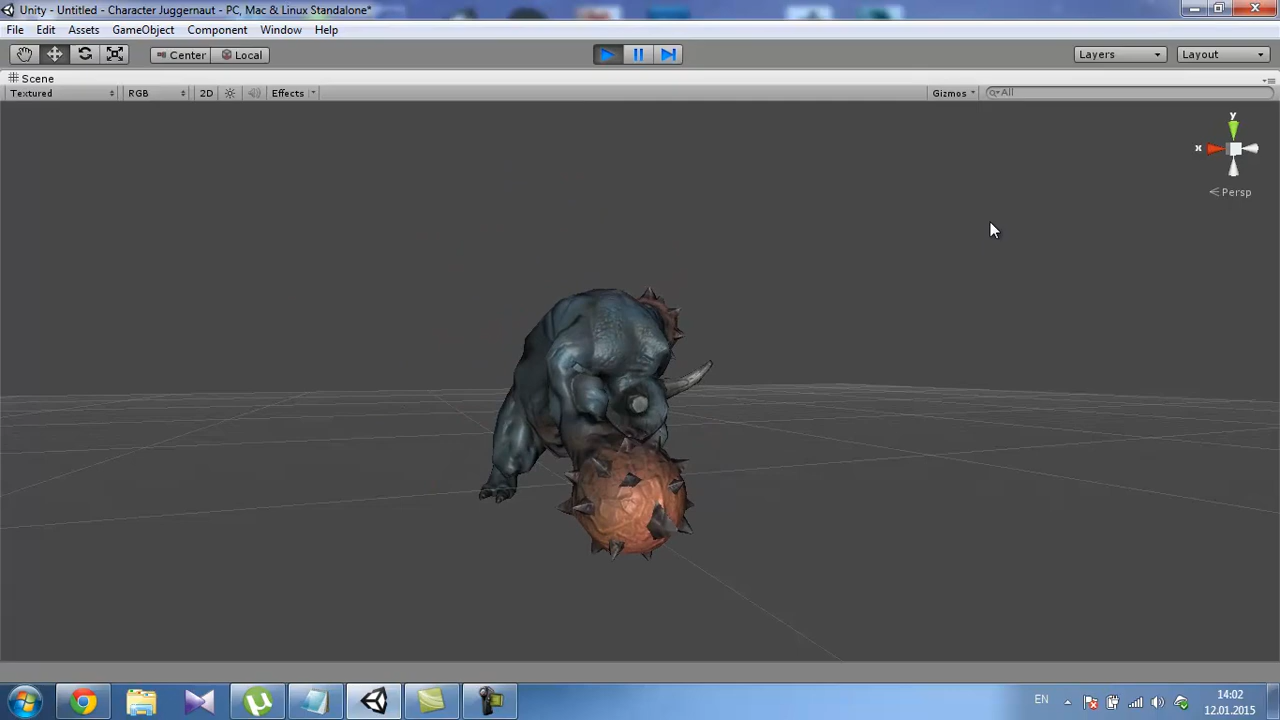 Unity - Untitled - Character Juggernaut - PC, Mac & Linux Standalone*
File Edit Assets GameObject Component Window Help
Center Local Layers Layout
Scene
Textured RGB 2D Effects Gizmos All
y
x
Persp
EN 14:02
12.01.2015